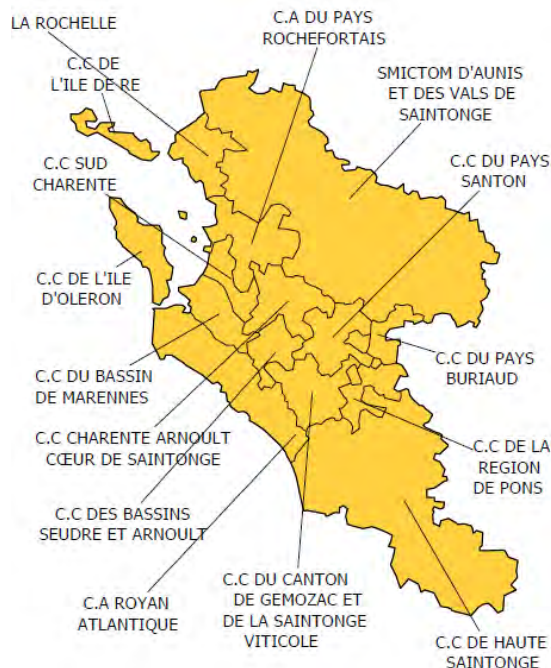 LA ROCHELLE
C.A DU PAYS
ROCHEFORTAIS
C.C DE
L'ILE DE RE
SMICTOM D'AUNIS
ET DES VALS DE
SAINTONGE
C.C SUD
CHARENTE
C.C DU PAYS
SANTON
C.C DE L'ILE
D'OLERON
C.C DU PAYS
BURIAUD
C.C DU BASSIN
DE MARENNES
C.C CHARENTE ARNOULT
CŒUR DE SAINTONGE
C.C DE LA
REGION
DE PONS
C.C DES BASSINS
SEUDRE ET ARNOULT
C.A ROYAN
ATLANTIQUE
C.C DU CANTON
DE GEMOZAC ET
DE LA SAINTONGE
VITICOLE
C.C DE HAUTE
SAINTONGE